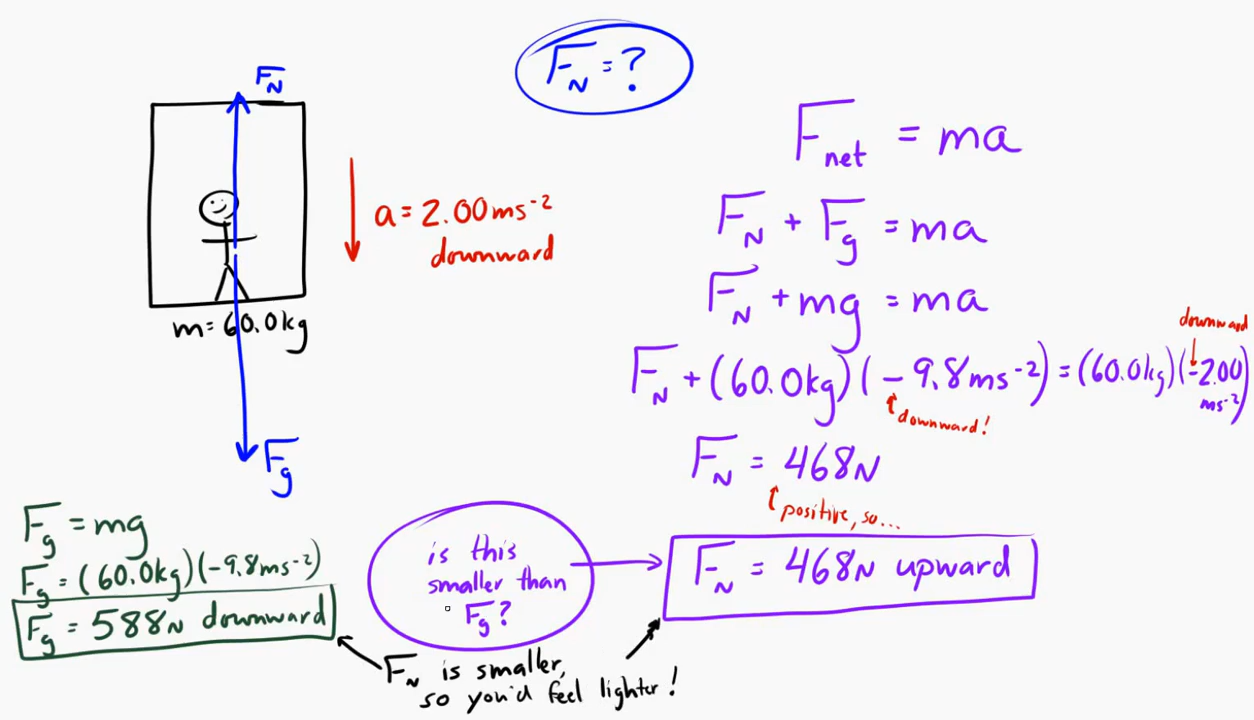 F_N = ?
F_N
a = 2.00 ms⁻²
downward
m = 60.0kg
F_g
F_net = ma
F_N + F_g = ma
F_N + mg = ma
downward
F_N + (60.0kg)(-9.8ms⁻²) = (60.0kg)(-2.00
ms⁻²)
downward!
F_N = 468N
positive, so...
F_N = 468N upward
F_g = mg
F_g = (60.0kg)(-9.8ms⁻²)
F_g = 588N downward
is this
smaller than
F_g?
F_N is smaller,
so you'd feel lighter!